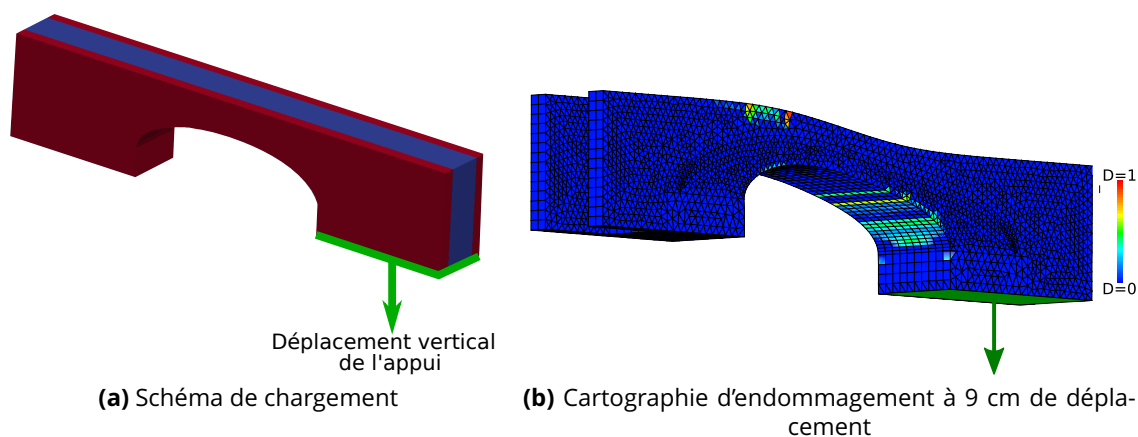 D=1
D=0
Déplacement vertical
de l'appui
(a) Schéma de chargement
(b) Cartographie d’endommagement à 9 cm de dépla-
cement